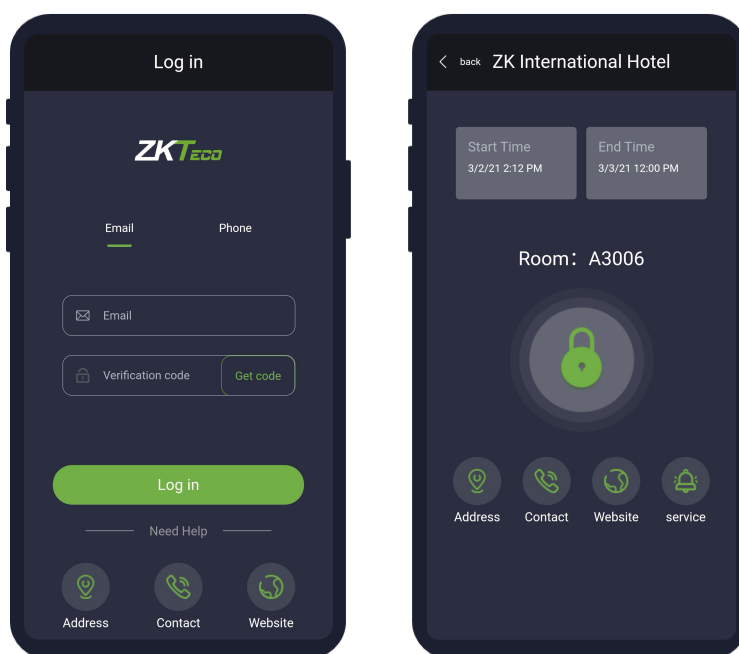 Log in
ZKTECO
Email Phone
Email
Verification code Get code
Log in
Need Help
Address Contact Website
back ZK International Hotel
Start Time End Time
3/2/21 2:12 PM 3/3/21 12:00 PM
Room： A3006
Address Contact Website service